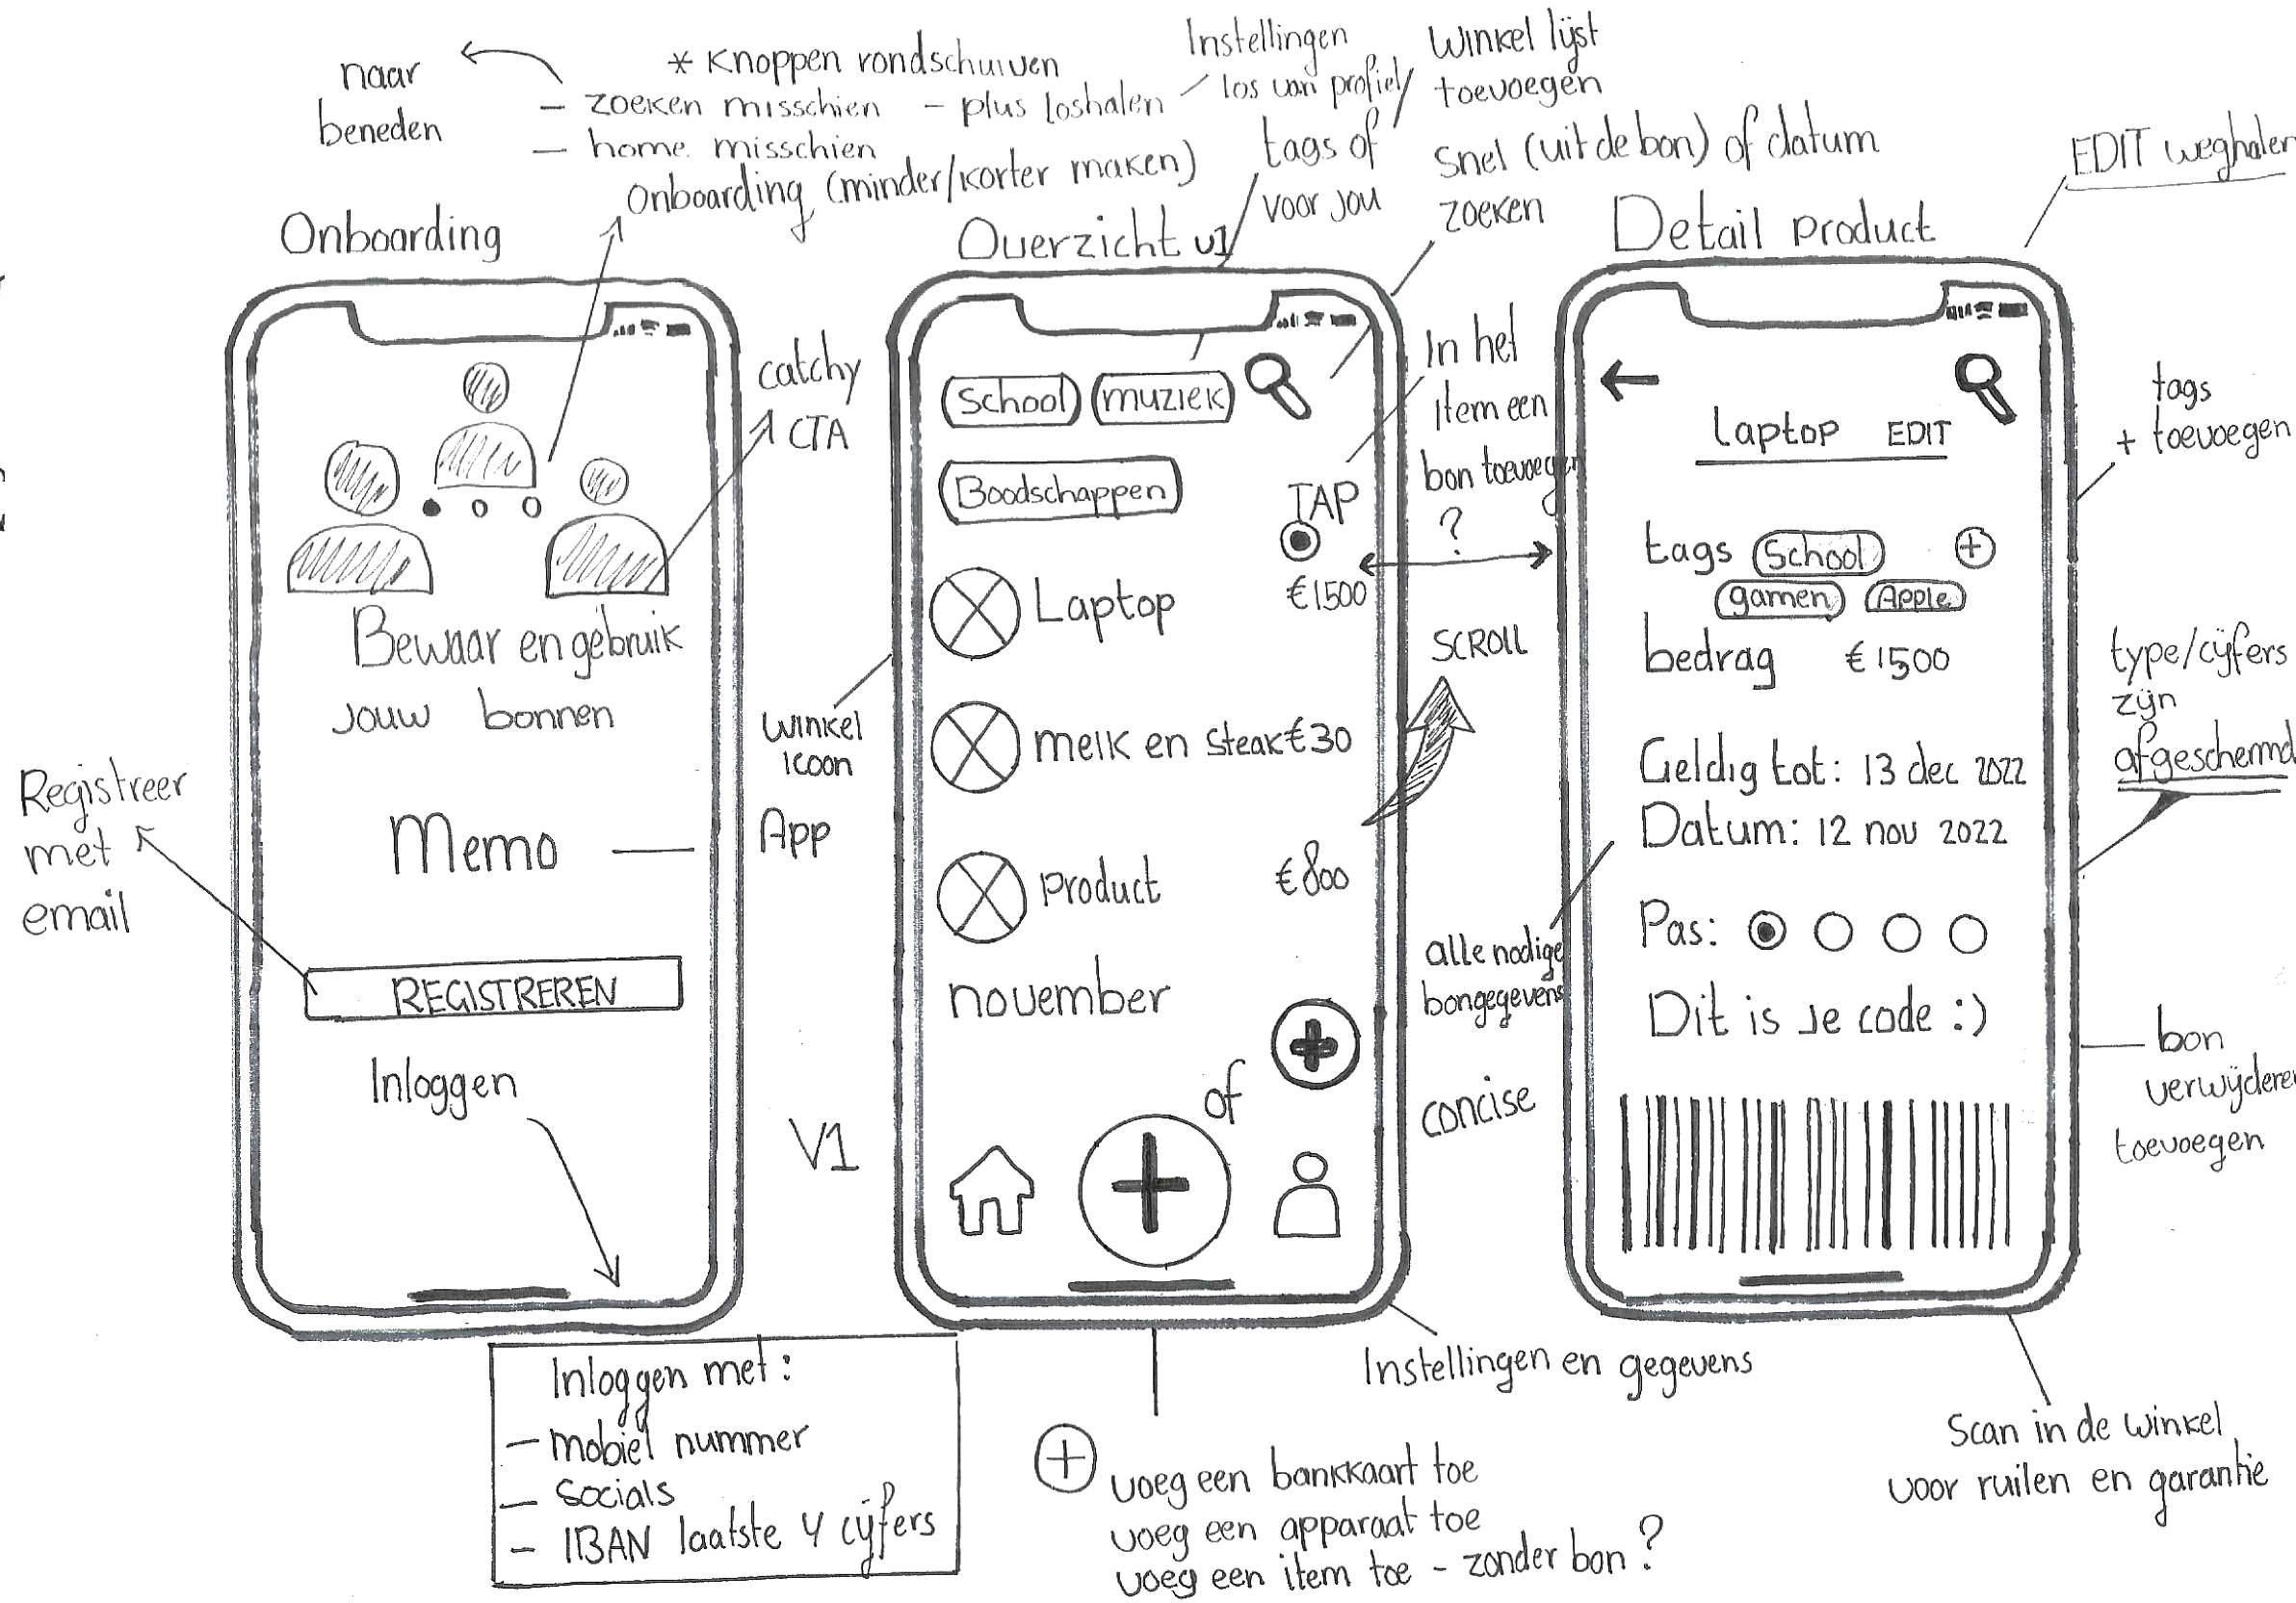 naar
beneden
* Knoppen rondschuiven
- zoeken misschien - plus loshalen
- home misschien
Onboarding (minder/korter maken)
Instellingen
los van profiel
Winkel lijst
toevoegen
tags of
voor jou
snel (uit de bon) of datum
zoeken
EDIT weghalen
Onboarding
catchy
CTA
Bewaar en gebruik
jouw bonnen
Memo
App
REGISTREREN
Inloggen
Registreer
met
email
V1
Inloggen met:
- mobiel nummer
- socials
- IBAN laatste 4 cijfers
Overzicht v1
School muziek
Boodschappen
TAP
Laptop €1500
melk en steak €30
product €800
november
of
winkel
icoon
In het
item een
bon toevoegen
?
SCROLL
alle nodige
bongegevens
concise
Instellingen en gegevens
+ voeg een bankkaart toe
voeg een apparaat toe
voeg een item toe - zonder bon?
Detail product
Laptop EDIT
tags School +
gamen Apple
bedrag €1500
Geldig tot: 13 dec 2022
Datum: 12 nov 2022
Pas:
Dit is je code :)
tags
+ toevoegen
type/cijfers
zijn
afgeschermd
bon
verwijderen
toevoegen
Scan in de winkel
voor ruilen en garantie